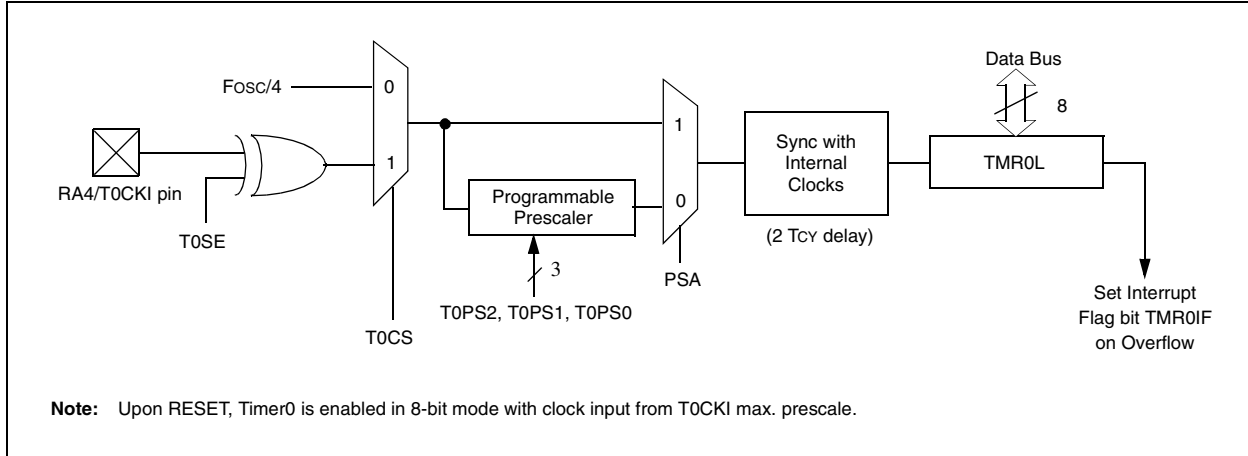 Data Bus
8
FOSC/4
0
1
RA4/T0CKI pin
T0SE
T0CS
Programmable
Prescaler
3
T0PS2, T0PS1, T0PS0
1
0
PSA
Sync with
Internal
Clocks
(2 TCY delay)
TMR0L
Set Interrupt
Flag bit TMR0IF
on Overflow
Note: Upon RESET, Timer0 is enabled in 8-bit mode with clock input from T0CKI max. prescale.